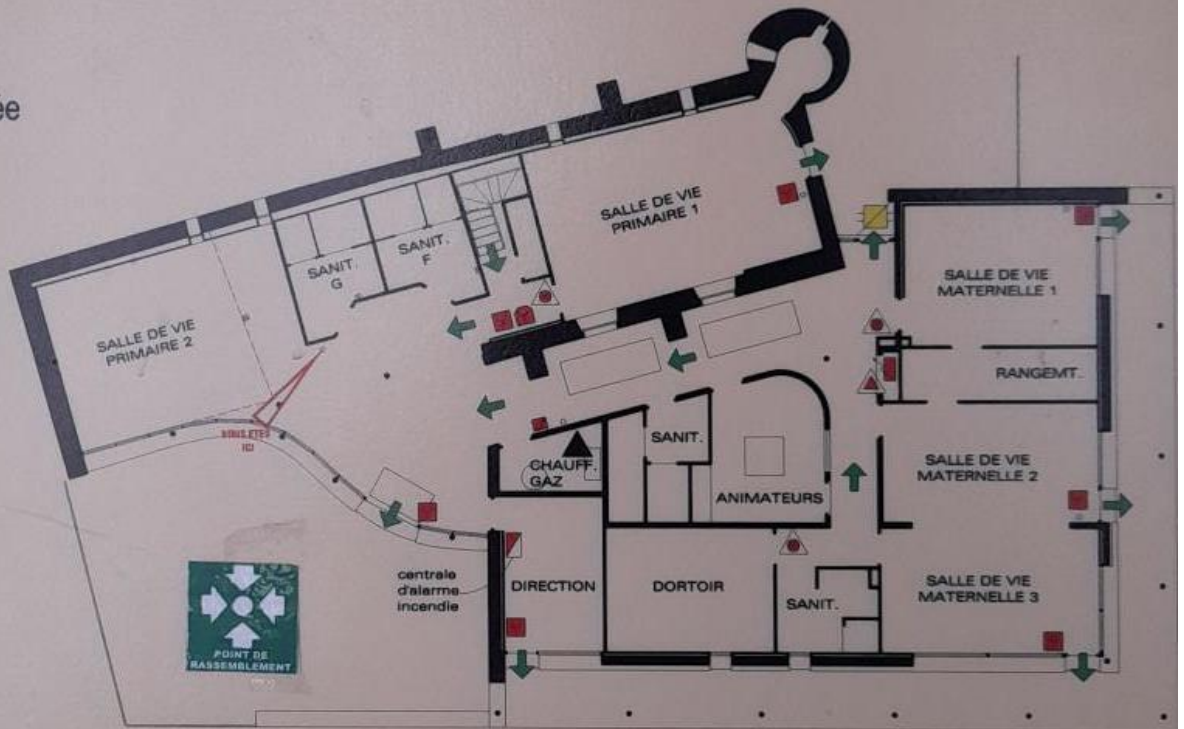 ée
SALLE DE VIE
PRIMAIRE 1
SANIT.
F
SANIT.
G
SALLE DE VIE
PRIMAIRE 2
SALLE DE VIE
MATERNELLE 1
RANGEMT.
VOUS ETES
ICI
SANIT.
CHAUFF.
GAZ
ANIMATEURS
SALLE DE VIE
MATERNELLE 2
centrale
d'alarme
incendie
DIRECTION
DORTOIR
SANIT.
SALLE DE VIE
MATERNELLE 3
POINT DE
RASSEMBLEMENT